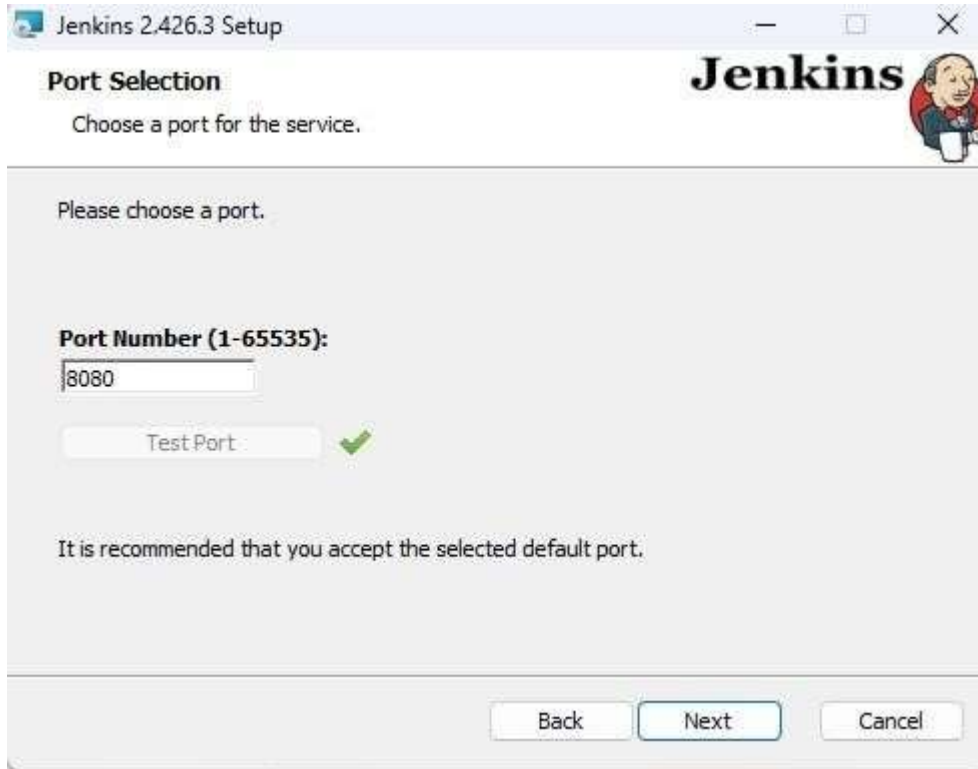 Jenkins 2.426.3 Setup
Port Selection
Jenkins
Choose a port for the service.
Please choose a port.
Port Number (1-65535):
8080
Test Port
It is recommended that you accept the selected default port.
Back
Next
Cancel